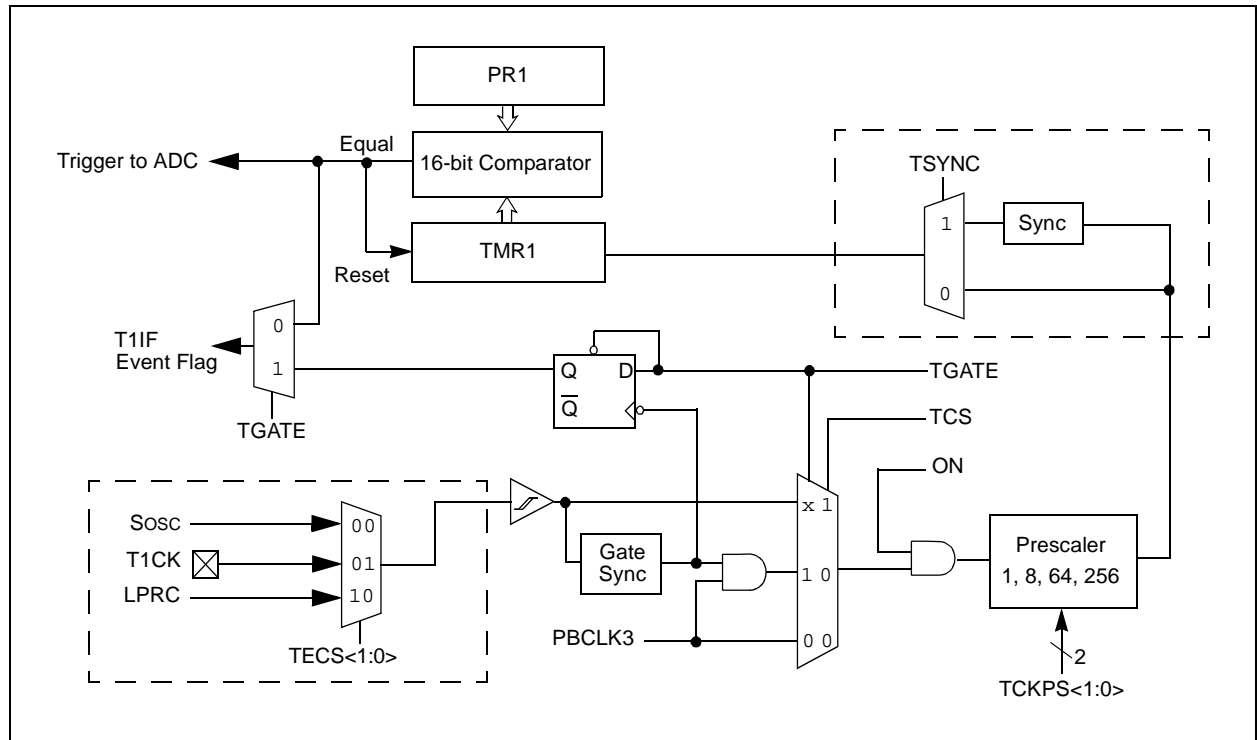 PR1
Trigger to ADC
Equal
16-bit Comparator
TSYNC
1
Sync
Reset
TMR1
0
T1IF
Event Flag
0
1
TGATE
Q
D
Q̅
TGATE
TCS
ON
SOSC
T1CK
LPRC
00
01
10
TECS<1:0>
Gate
Sync
PBCLK3
x 1
1 0
0 0
Prescaler
1, 8, 64, 256
2
TCKPS<1:0>